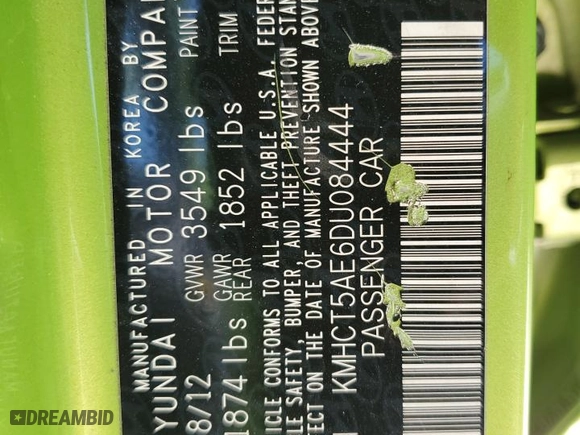 MANUFACTURED IN KOREA BY
YUNDAI MOTOR COMPA
8/12 GVWR 3549 lbs PAINT
1874 lbs GAWR REAR 1852 lbs TRIM
ICLE CONFORMS TO ALL APPLICABLE U.S.A. FEDER
LE SAFETY, BUMPER, AND THEFT PREVENTION STAN
ECT ON THE DATE OF MANUFACTURE SHOWN ABOVE
KMHCT5AE6DU084444
PASSENGER CAR
DREAMBID